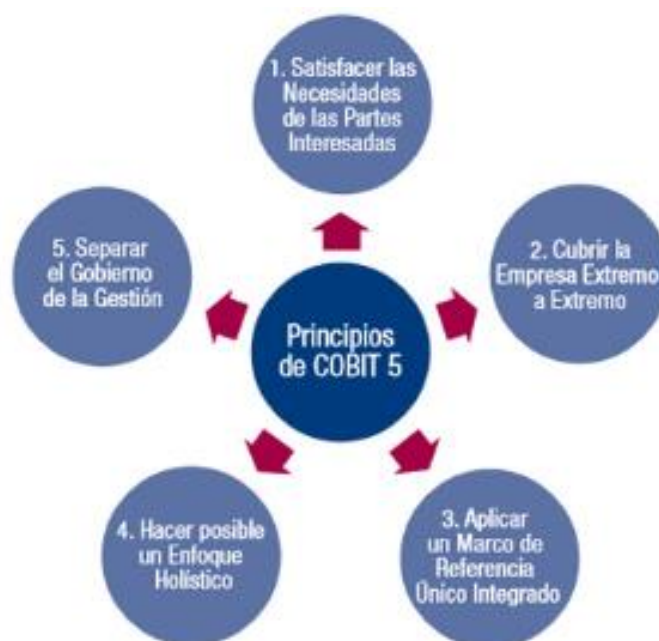 1. Satisfacer las
Necesidades
de las Partes
Interesadas
2. Cubrir la
Empresa Extremo
a Extremo
3. Aplicar
un Marco de
Referencia
Único Integrado
4. Hacer posible
un Enfoque
Holístico
5. Separar
el Gobierno
de la Gestión
Principios
de COBIT 5